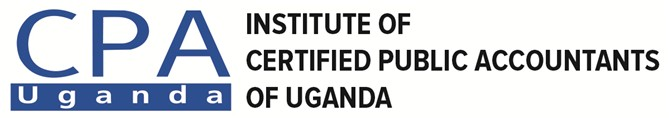 CPA
Uganda
INSTITUTE OF
CERTIFIED PUBLIC ACCOUNTANTS
OF UGANDA